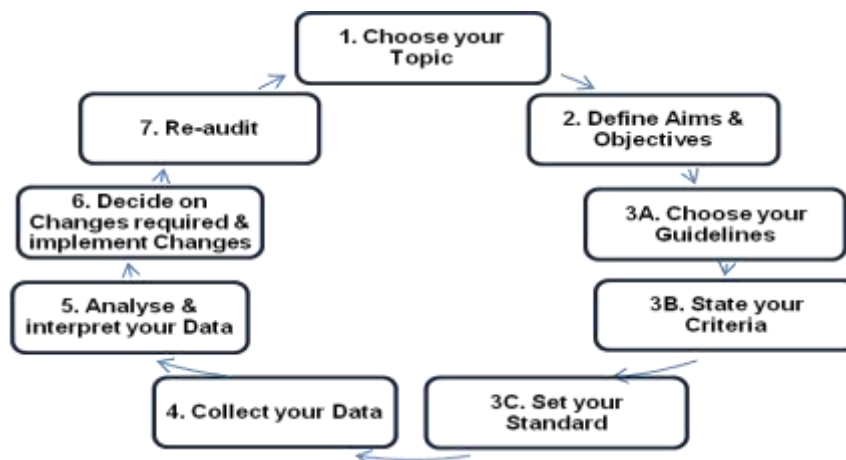 1. Choose your
Topic
2. Define Aims &
Objectives
3A. Choose your
Guidelines
3B. State your
Criteria
3C. Set your
Standard
4. Collect your Data
5. Analyse &
interpret your Data
6. Decide on
Changes required &
implement Changes
7. Re-audit